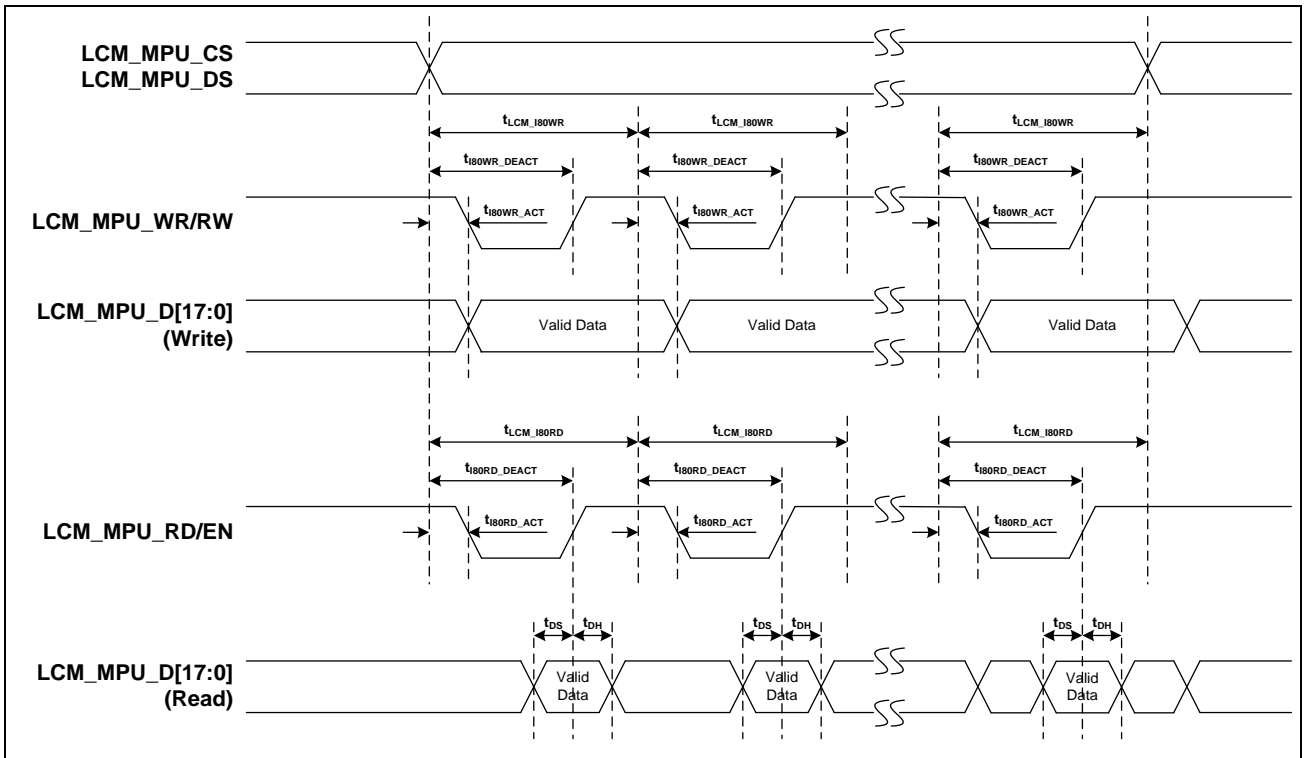 LCM_MPU_CS
LCM_MPU_DS
tLCM_I80WR tLCM_I80WR tLCM_I80WR
tI80WR_DEACT tI80WR_DEACT tI80WR_DEACT
LCM_MPU_WR/RW tI80WR_ACT tI80WR_ACT tI80WR_ACT
LCM_MPU_D[17:0]
(Write)
Valid Data Valid Data Valid Data
tLCM_I80RD tLCM_I80RD tLCM_I80RD
tI80RD_DEACT tI80RD_DEACT tI80RD_DEACT
LCM_MPU_RD/EN tI80RD_ACT tI80RD_ACT tI80RD_ACT
tDS tDH tDS tDH tDS tDH
LCM_MPU_D[17:0]
(Read)
Valid Valid Valid
Data Data Data